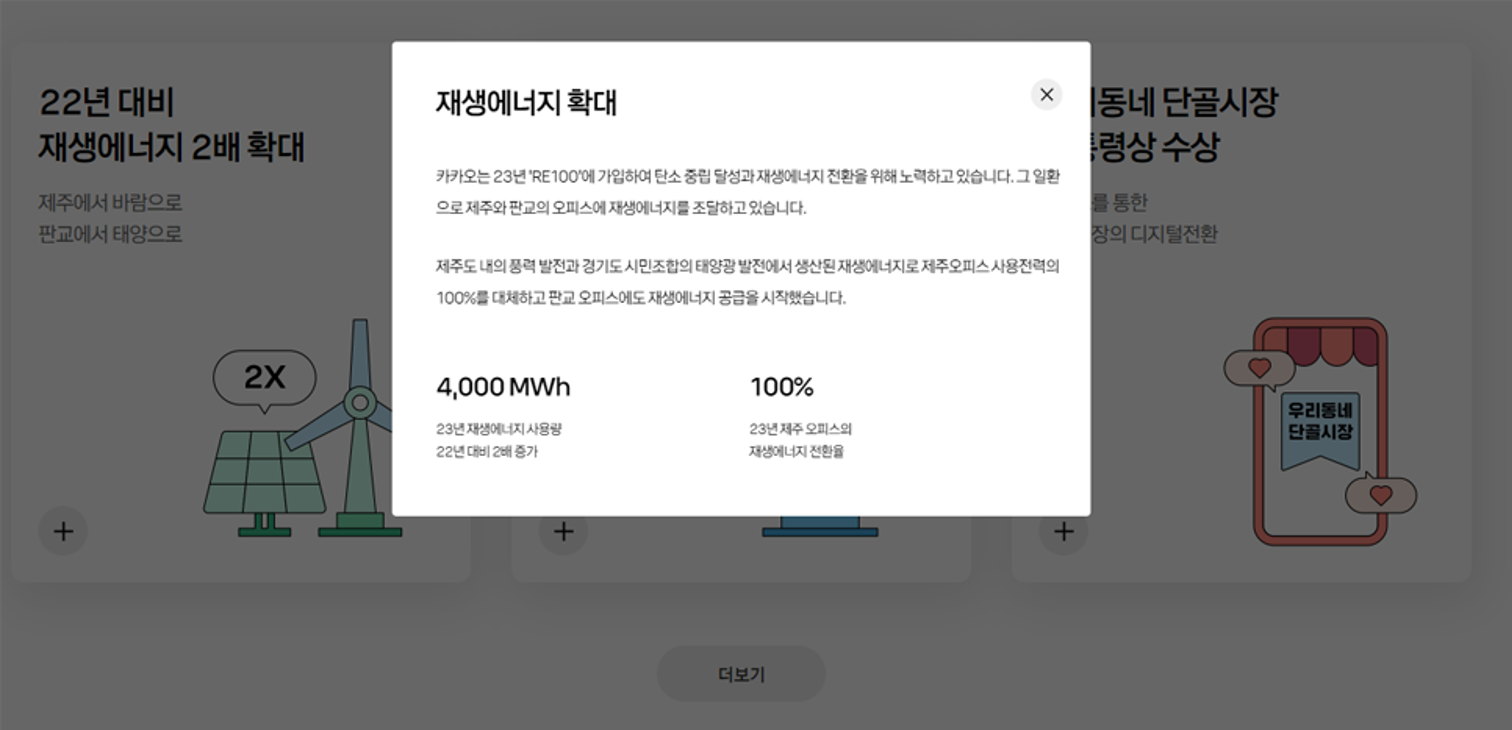 22년 대비
재생에너지 2배 확대
제주에서 바람으로
판교에서 태양으로
2X
재생에너지 확대
카카오는 23년 'RE100'에 가입하여 탄소 중립 달성과 재생에너지 전환을 위해 노력하고 있습니다. 그 일환
으로 제주와 판교의 오피스에 재생에너지를 조달하고 있습니다.
제주도 내의 풍력 발전과 경기도 시민조합의 태양광 발전에서 생산된 재생에너지로 제주오피스 사용전력의
100%를 대체하고 판교 오피스에도 재생에너지 공급을 시작했습니다.
4,000 MWh
23년 재생에너지 사용량
22년 대비 2배 증가
100%
23년 제주 오피스의
재생에너지 전환율
단골시장
수상
통한
디지털전환
우리동네
단골시장
더보기